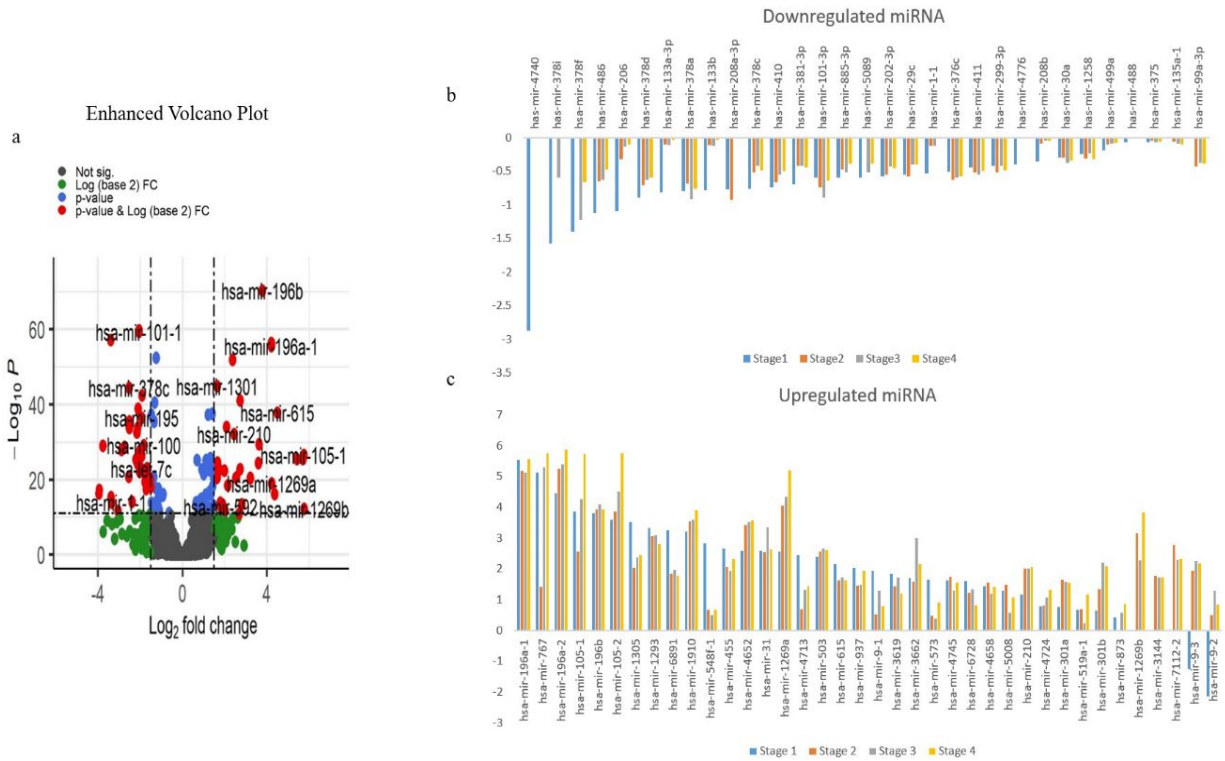 Enhanced Volcano Plot
a
Not sig.
Log (base 2) FC
p-value
p-value & Log (base 2) FC
hsa-mir-196b
hsa-mir-101-1
hsa-mir-196a-1
hsa-mir-378c
hsa-mir-1301
hsa-mir-615
hsa-mir-195
hsa-mir-210
hsa-mir-100
hsa-mir-105-1
hsa-let-7c
hsa-mir-1269a
hsa-mir-1-1
hsa-mir-592
hsa-mir-1269b
60
40
20
0
− Log10 P
-4
0
4
Log2 fold change
b
Downregulated miRNA
has-mir-4740
has-mir-378i
has-mir-378f
has-mir-486
has-mir-206
has-mir-378d
has-mir-133a-3p
has-mir-378a
has-mir-133b
has-mir-208a-3p
has-mir-378c
has-mir-410
has-mir-381-3p
has-mir-101-3p
has-mir-885-3p
has-mir-5089
has-mir-202-3p
has-mir-29c
has-mir-1-1
has-mir-376c
has-mir-411
has-mir-299-3p
has-mir-4776
has-mir-208b
has-mir-30a
has-mir-1258
has-mir-499a
has-mir-488
has-mir-375
has-mir-135a-1
hsa-mir-99a-3p
0
-0.5
-1
-1.5
-2
-2.5
-3
-3.5
Stage1
Stage2
Stage3
Stage4
c
Upregulated miRNA
7
6
5
4
3
2
1
0
-1
-2
-3
hsa-mir-196a-1
hsa-mir-767
hsa-mir-196a-2
hsa-mir-105-1
hsa-mir-196b
hsa-mir-105-2
hsa-mir-1305
hsa-mir-1293
hsa-mir-6891
hsa-mir-1910
hsa-mir-548f-1
hsa-mir-455
hsa-mir-4652
hsa-mir-31
hsa-mir-1269a
hsa-mir-4713
hsa-mir-503
hsa-mir-615
hsa-mir-937
hsa-mir-9-1
hsa-mir-3619
hsa-mir-3662
hsa-mir-573
hsa-mir-4745
hsa-mir-6728
hsa-mir-4658
hsa-mir-5008
hsa-mir-210
hsa-mir-4724
hsa-mir-301a
hsa-mir-519a-1
hsa-mir-301b
hsa-mir-873
hsa-mir-1269b
hsa-mir-3144
hsa-mir-7112-2
hsa-mir-9-3
hsa-mir-9-2
Stage 1
Stage 2
Stage 3
Stage 4